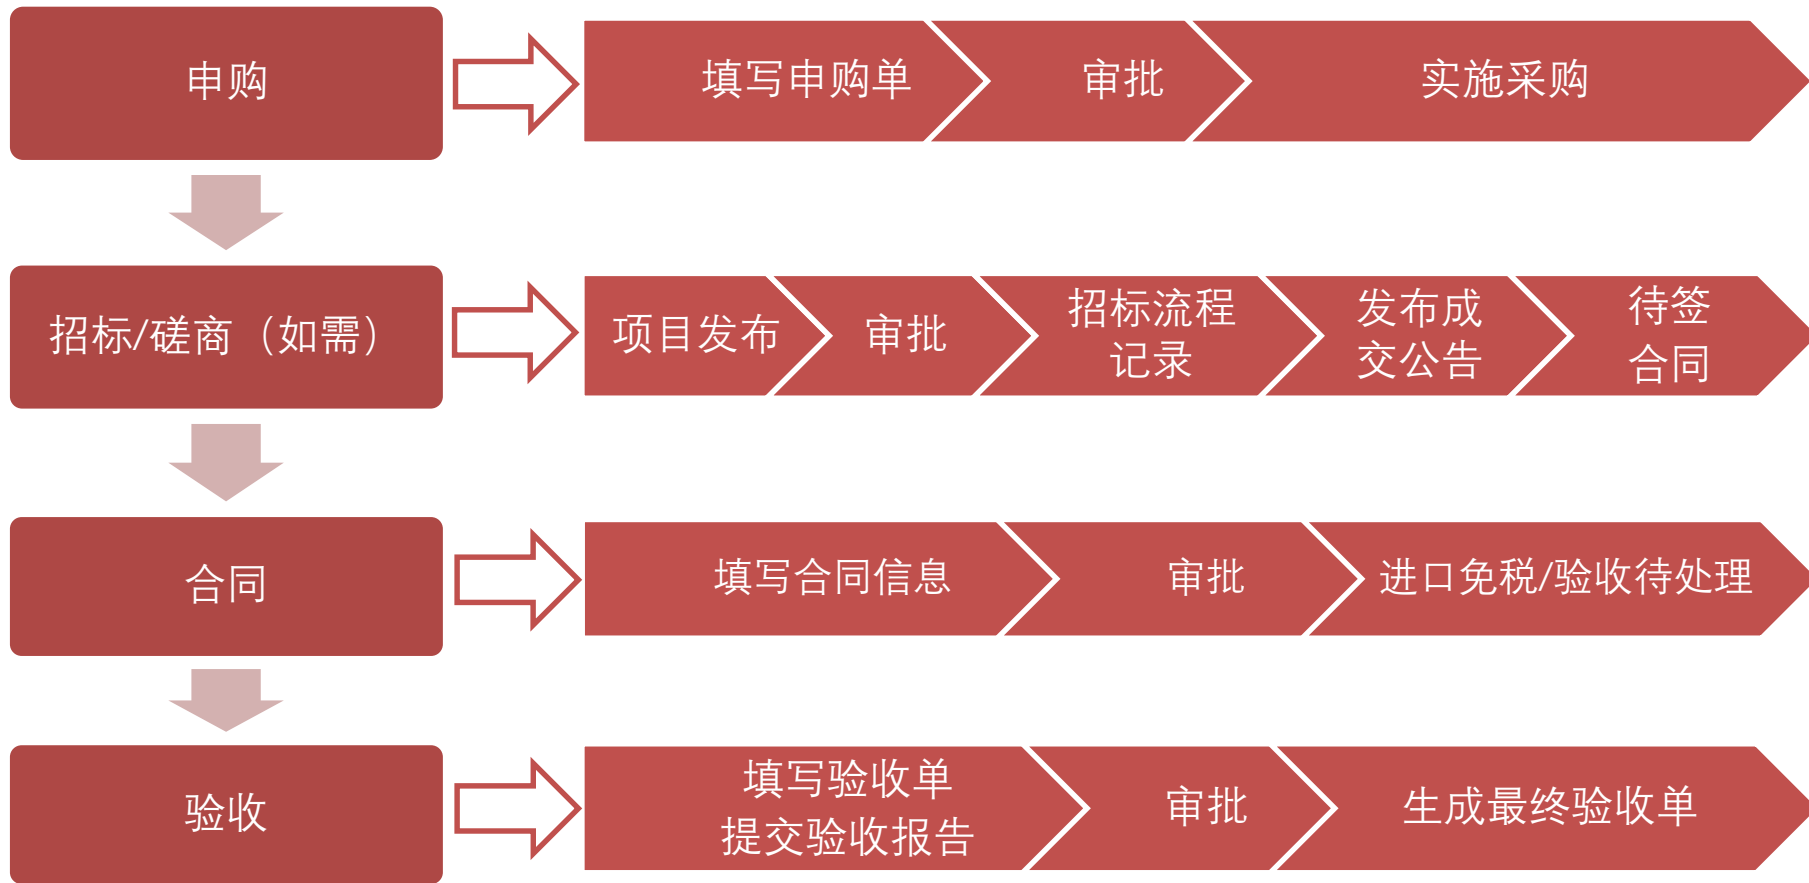 申购
填写申购单
审批
实施采购
招标/磋商（如需）
项目发布
审批
招标流程
记录
发布成
交公告
待签
合同
合同
填写合同信息
审批
进口免税/验收待处理
验收
填写验收单
提交验收报告
审批
生成最终验收单